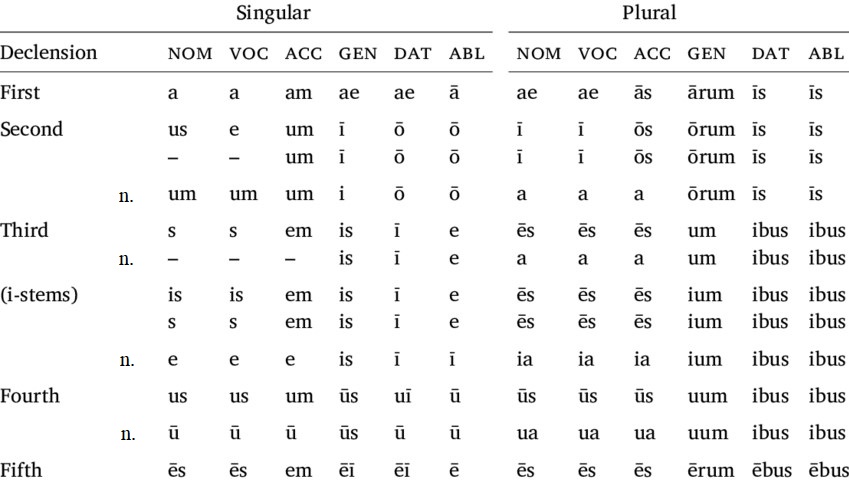 Singular Plural
Declension NOM VOC ACC GEN DAT ABL NOM VOC ACC GEN DAT ABL
First a a am ae ae ā ae ae ās ārum īs īs
Second us e um ī ō ō ī ī ōs ōrum īs īs
– – um ī ō ō ī ī ōs ōrum īs īs
n. um um um i ō ō a a a ōrum īs īs
Third s s em is ī e ēs ēs ēs um ibus ibus
n. – – – is ī e a a a um ibus ibus
(i-stems) is is em is ī e ēs ēs ēs ium ibus ibus
s s em is ī e ēs ēs ēs ium ibus ibus
n. e e e is ī ī ia ia ia ium ibus ibus
Fourth us us um ūs uī ū ūs ūs ūs uum ibus ibus
n. ū ū ū ūs ū ū ua ua ua uum ibus ibus
Fifth ēs ēs em ēī ēī ē ēs ēs ēs ērum ēbus ēbus